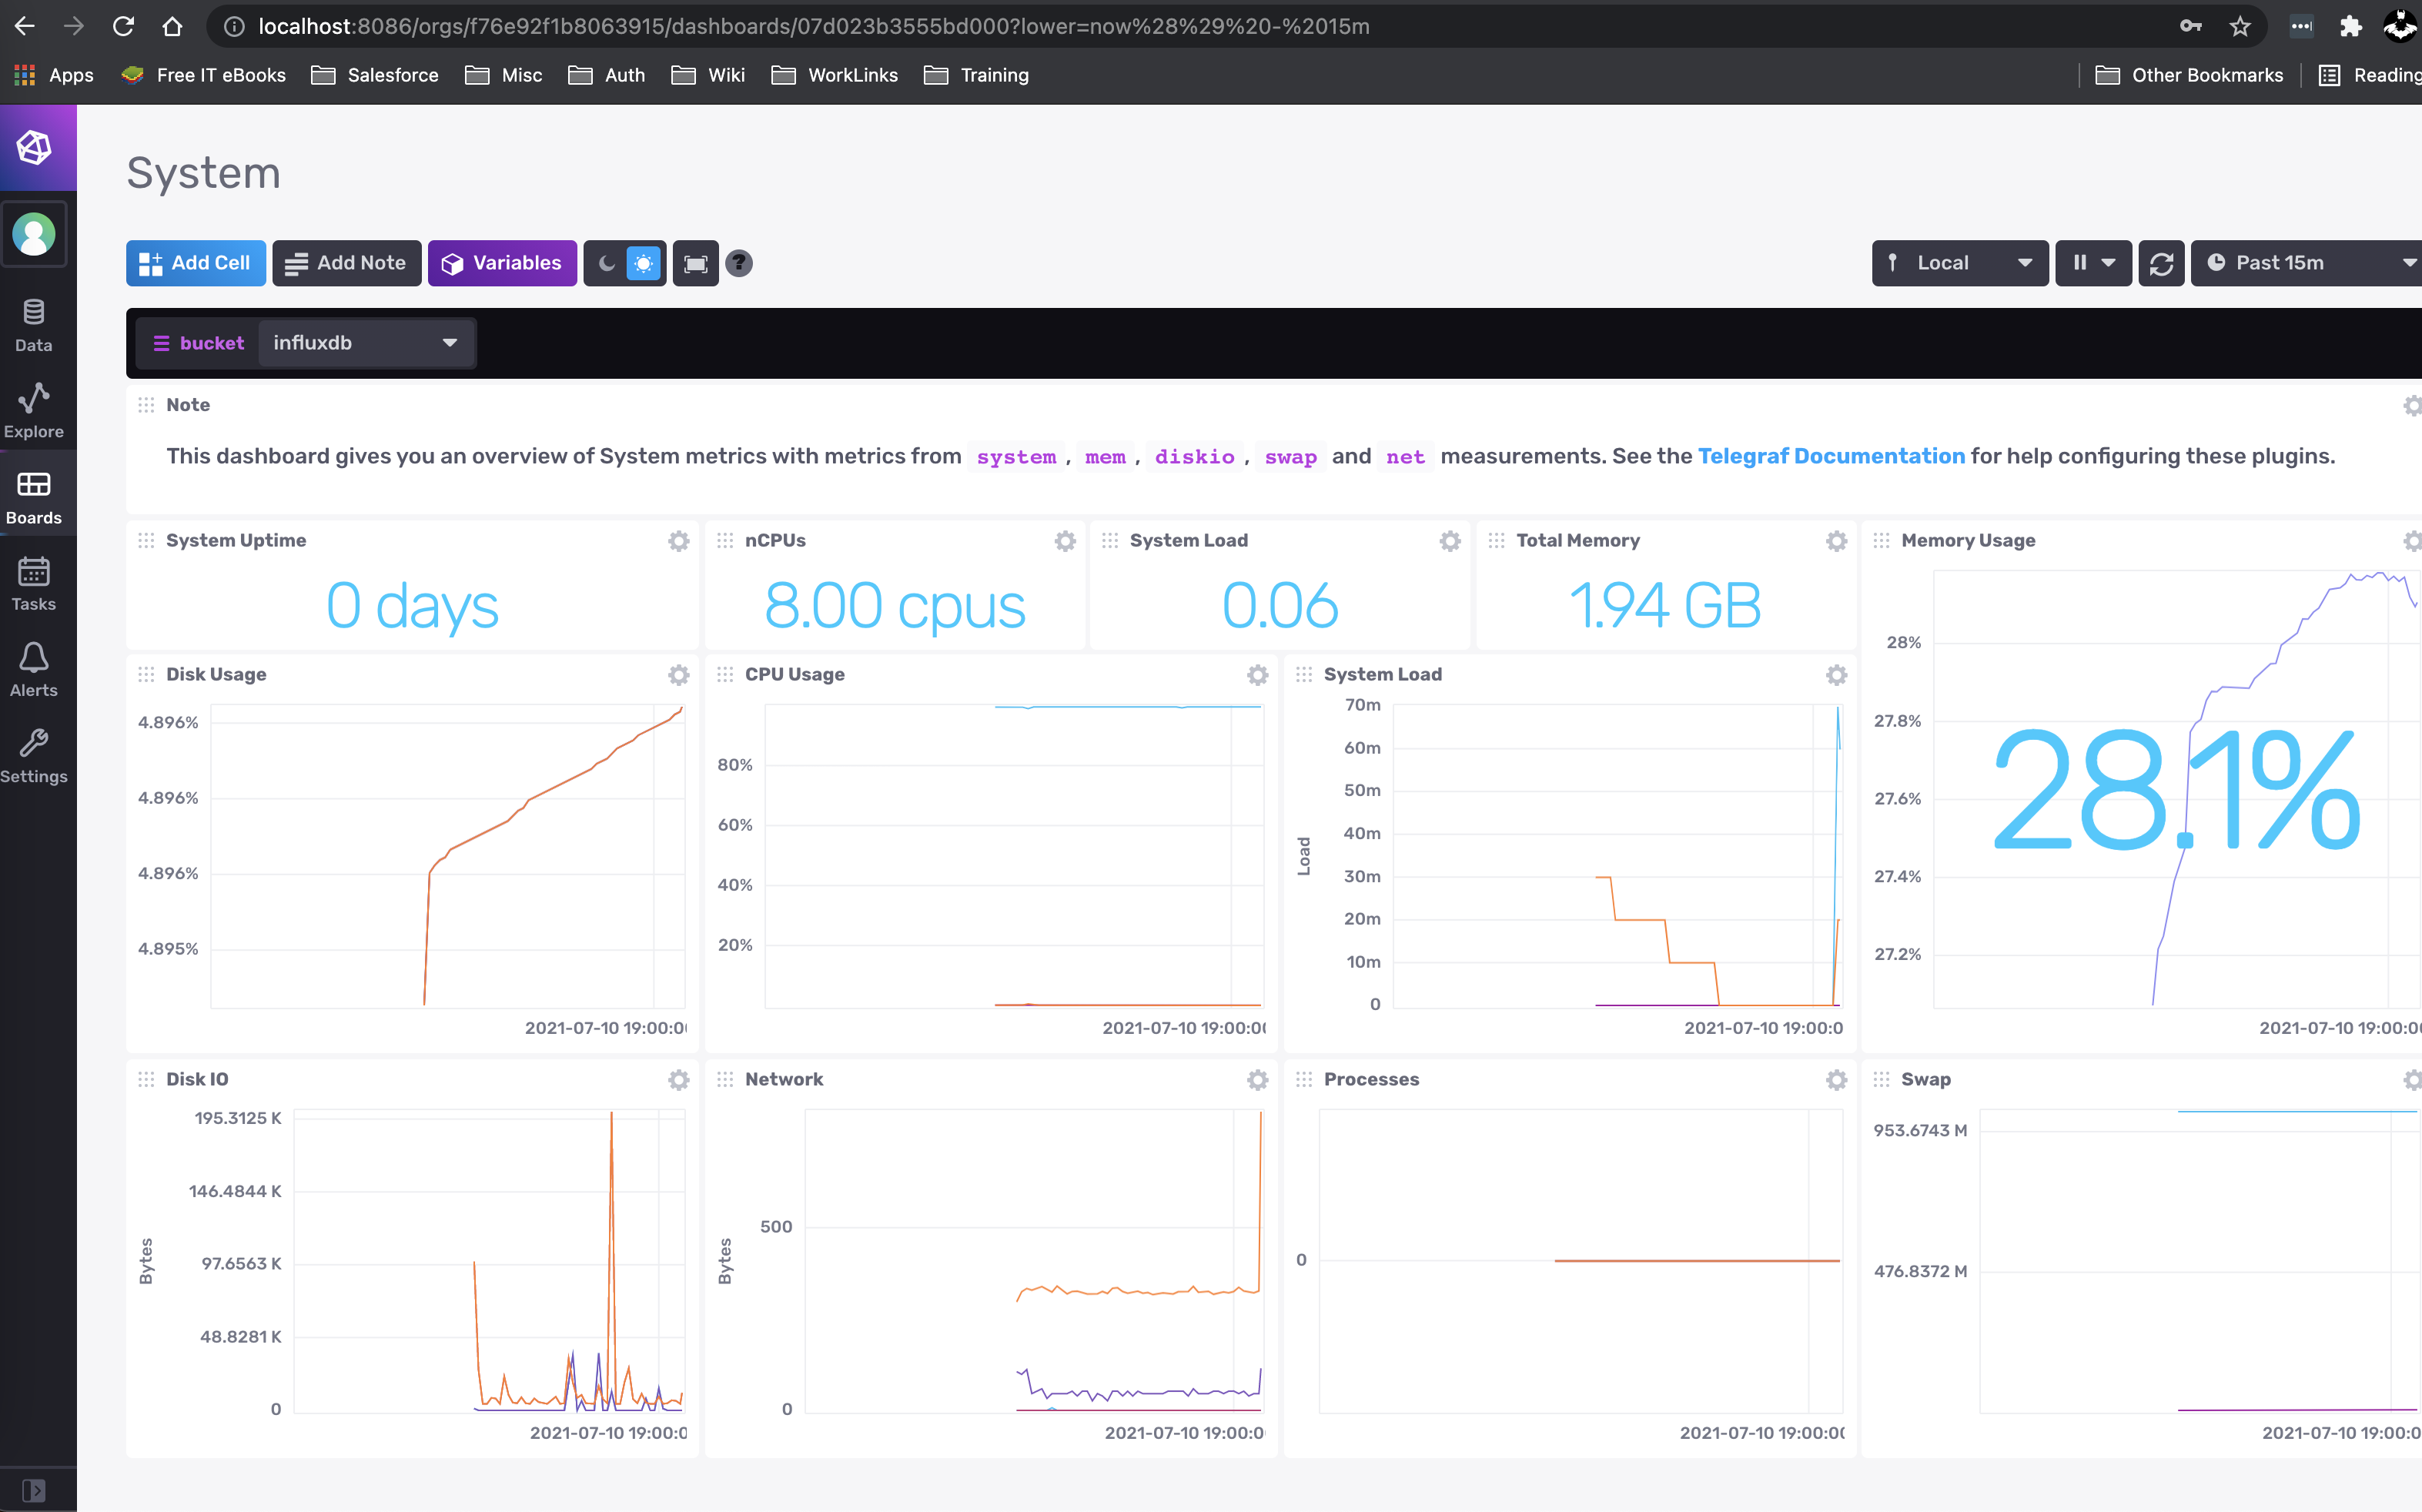 localhost:8086/orgs/f76e92f1b8063915/dashboards/07d023b3555bd000?lower=now%28%29%20-%2015m
Apps Free IT eBooks Salesforce Misc Auth Wiki WorkLinks Training Other Bookmarks Reading
System
Add Cell Add Note Variables ? Local Past 15m
bucket influxdb
Data
Explore
Boards
Tasks
Alerts
Settings
Note
This dashboard gives you an overview of System metrics with metrics from system , mem , diskio , swap and net measurements. See the Telegraf Documentation for help configuring these plugins.
System Uptime
0 days
nCPUs
8.00 cpus
System Load
0.06
Total Memory
1.94 GB
Memory Usage
28%
27.8%
27.6%
27.4%
27.2%
28.1%
2021-07-10 19:00:00
Disk Usage
4.896%
4.896%
4.896%
4.895%
2021-07-10 19:00:0
CPU Usage
80%
60%
40%
20%
2021-07-10 19:00:0
System Load
70m
60m
50m
40m
30m
20m
10m
0
Load
2021-07-10 19:00:0
Disk IO
195.3125 K
146.4844 K
97.6563 K
48.8281 K
0
Bytes
2021-07-10 19:00:0
Network
500
0
Bytes
2021-07-10 19:00:0
Processes
0
2021-07-10 19:00:0
Swap
953.6743 M
476.8372 M
2021-07-10 19:00:0